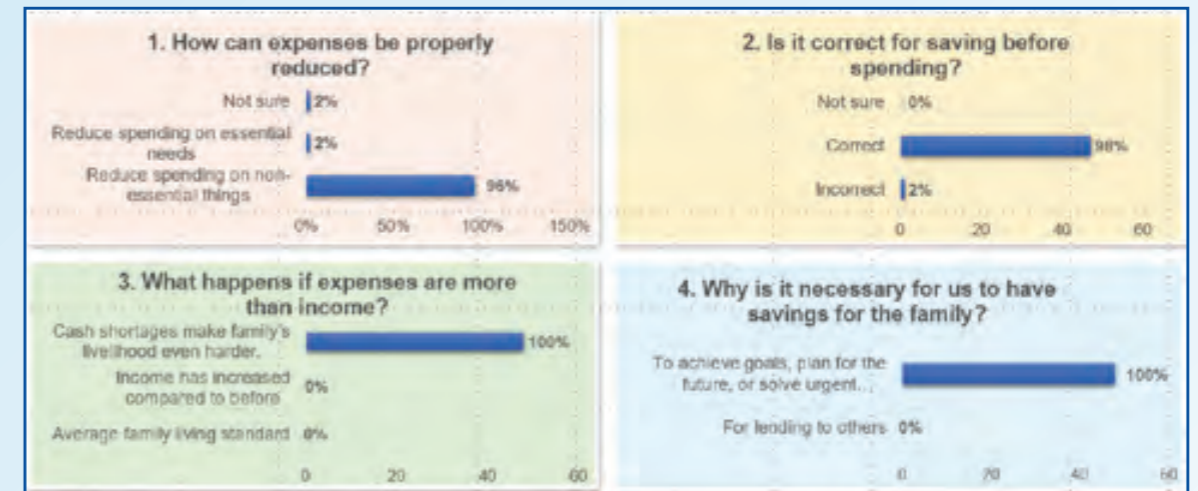 1. How can expenses be properly
reduced?
Not sure 2%
Reduce spending on essential
needs
2%
Reduce spending on non-
essential things
96%
0% 50% 100% 150%
2. Is it correct for saving before
spending?
Not sure 0%
Correct 98%
Incorrect 2%
0 20 40 60
3. What happens if expenses are more
than income?
Cash shortages make family's
livelihood even harder.
100%
Income has increased
compared to before
0%
Average family living standard 0%
0 20 40 60
4. Why is it necessary for us to have
savings for the family?
To achieve goals, plan for the
future, or solve urgent...
100%
For lending to others 0%
0 20 40 60